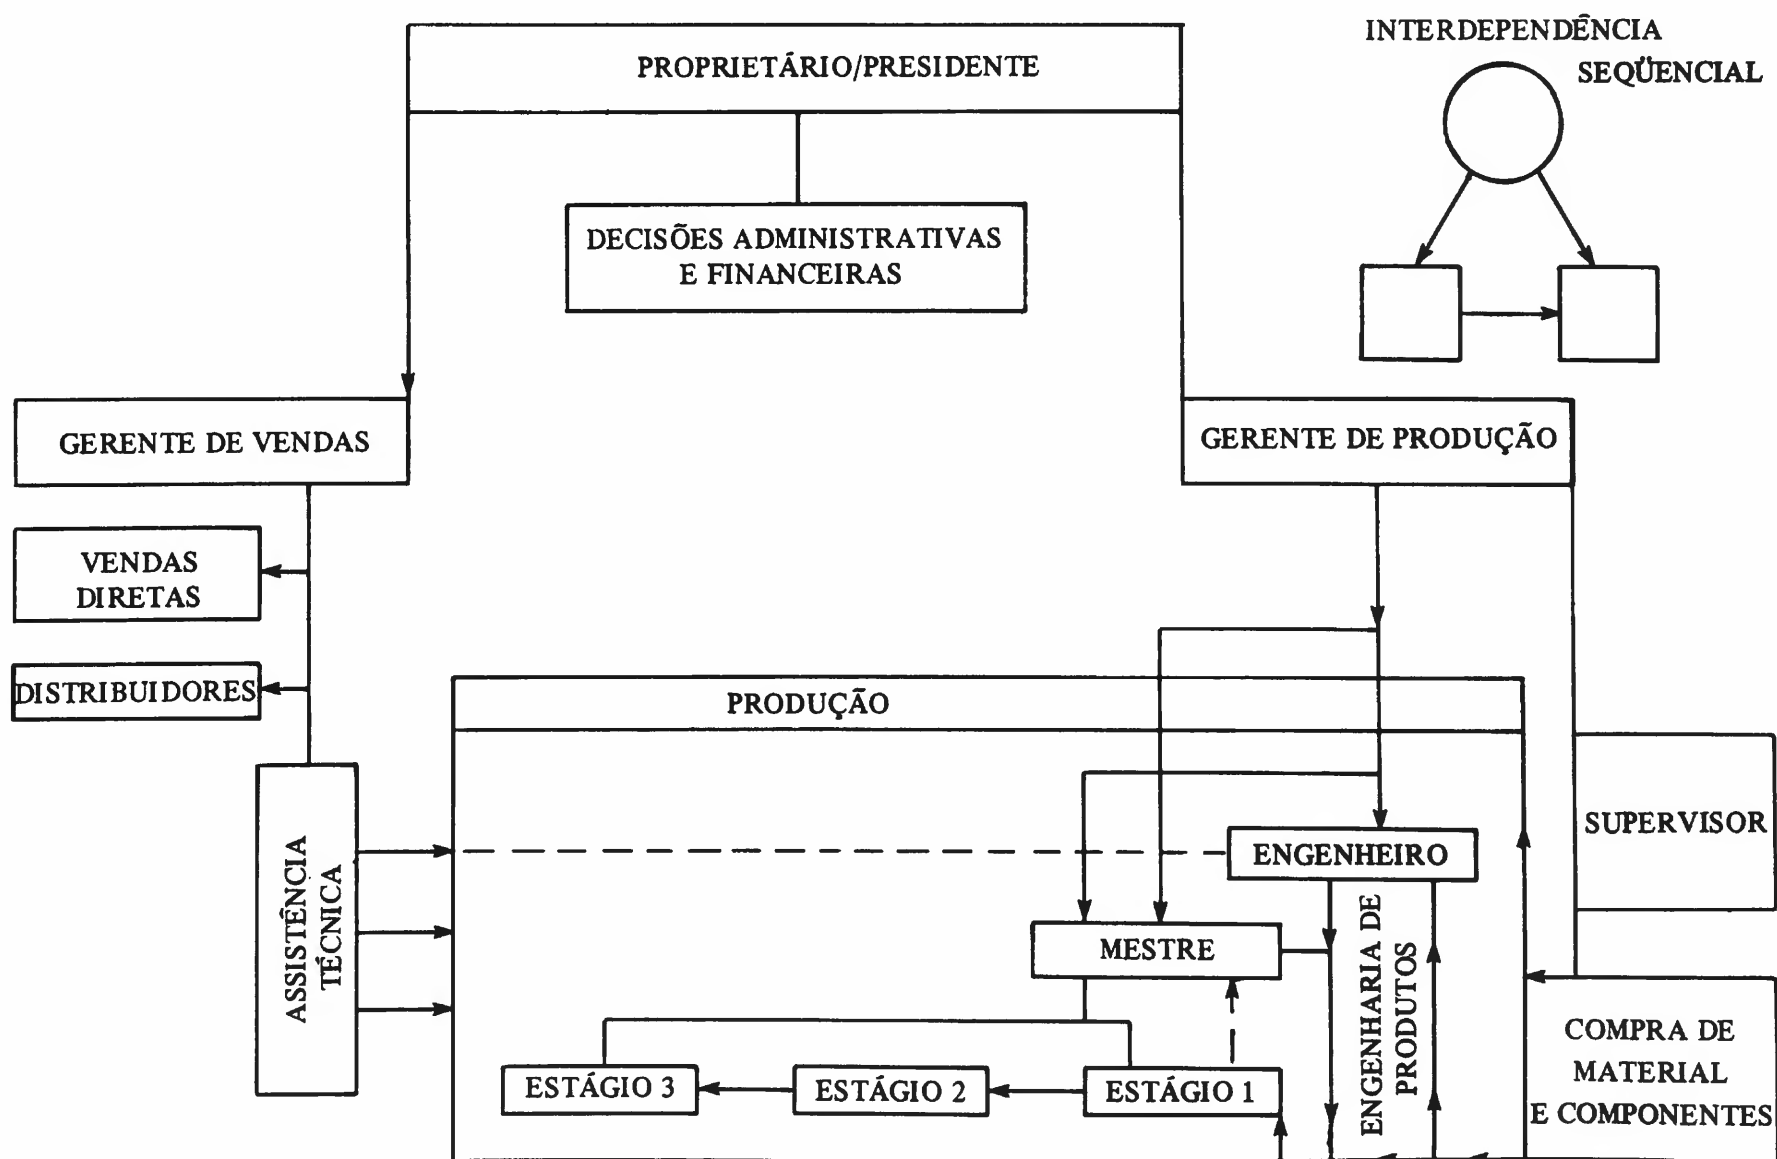 PROPRIETÁRIO/PRESIDENTE
INTERDEPENDÊNCIA
SEQÜENCIAL
DECISÕES ADMINISTRATIVAS
E FINANCEIRAS
GERENTE DE VENDAS
GERENTE DE PRODUÇÃO
VENDAS
DIRETAS
DISTRIBUIDORES
PRODUÇÃO
SUPERVISOR
ENGENHEIRO
ASSISTÊNCIA
TÉCNICA
MESTRE
ENGENHARIA DE
PRODUTOS
ESTÁGIO 3
ESTÁGIO 2
ESTÁGIO 1
COMPRA DE
MATERIAL
E COMPONENTES